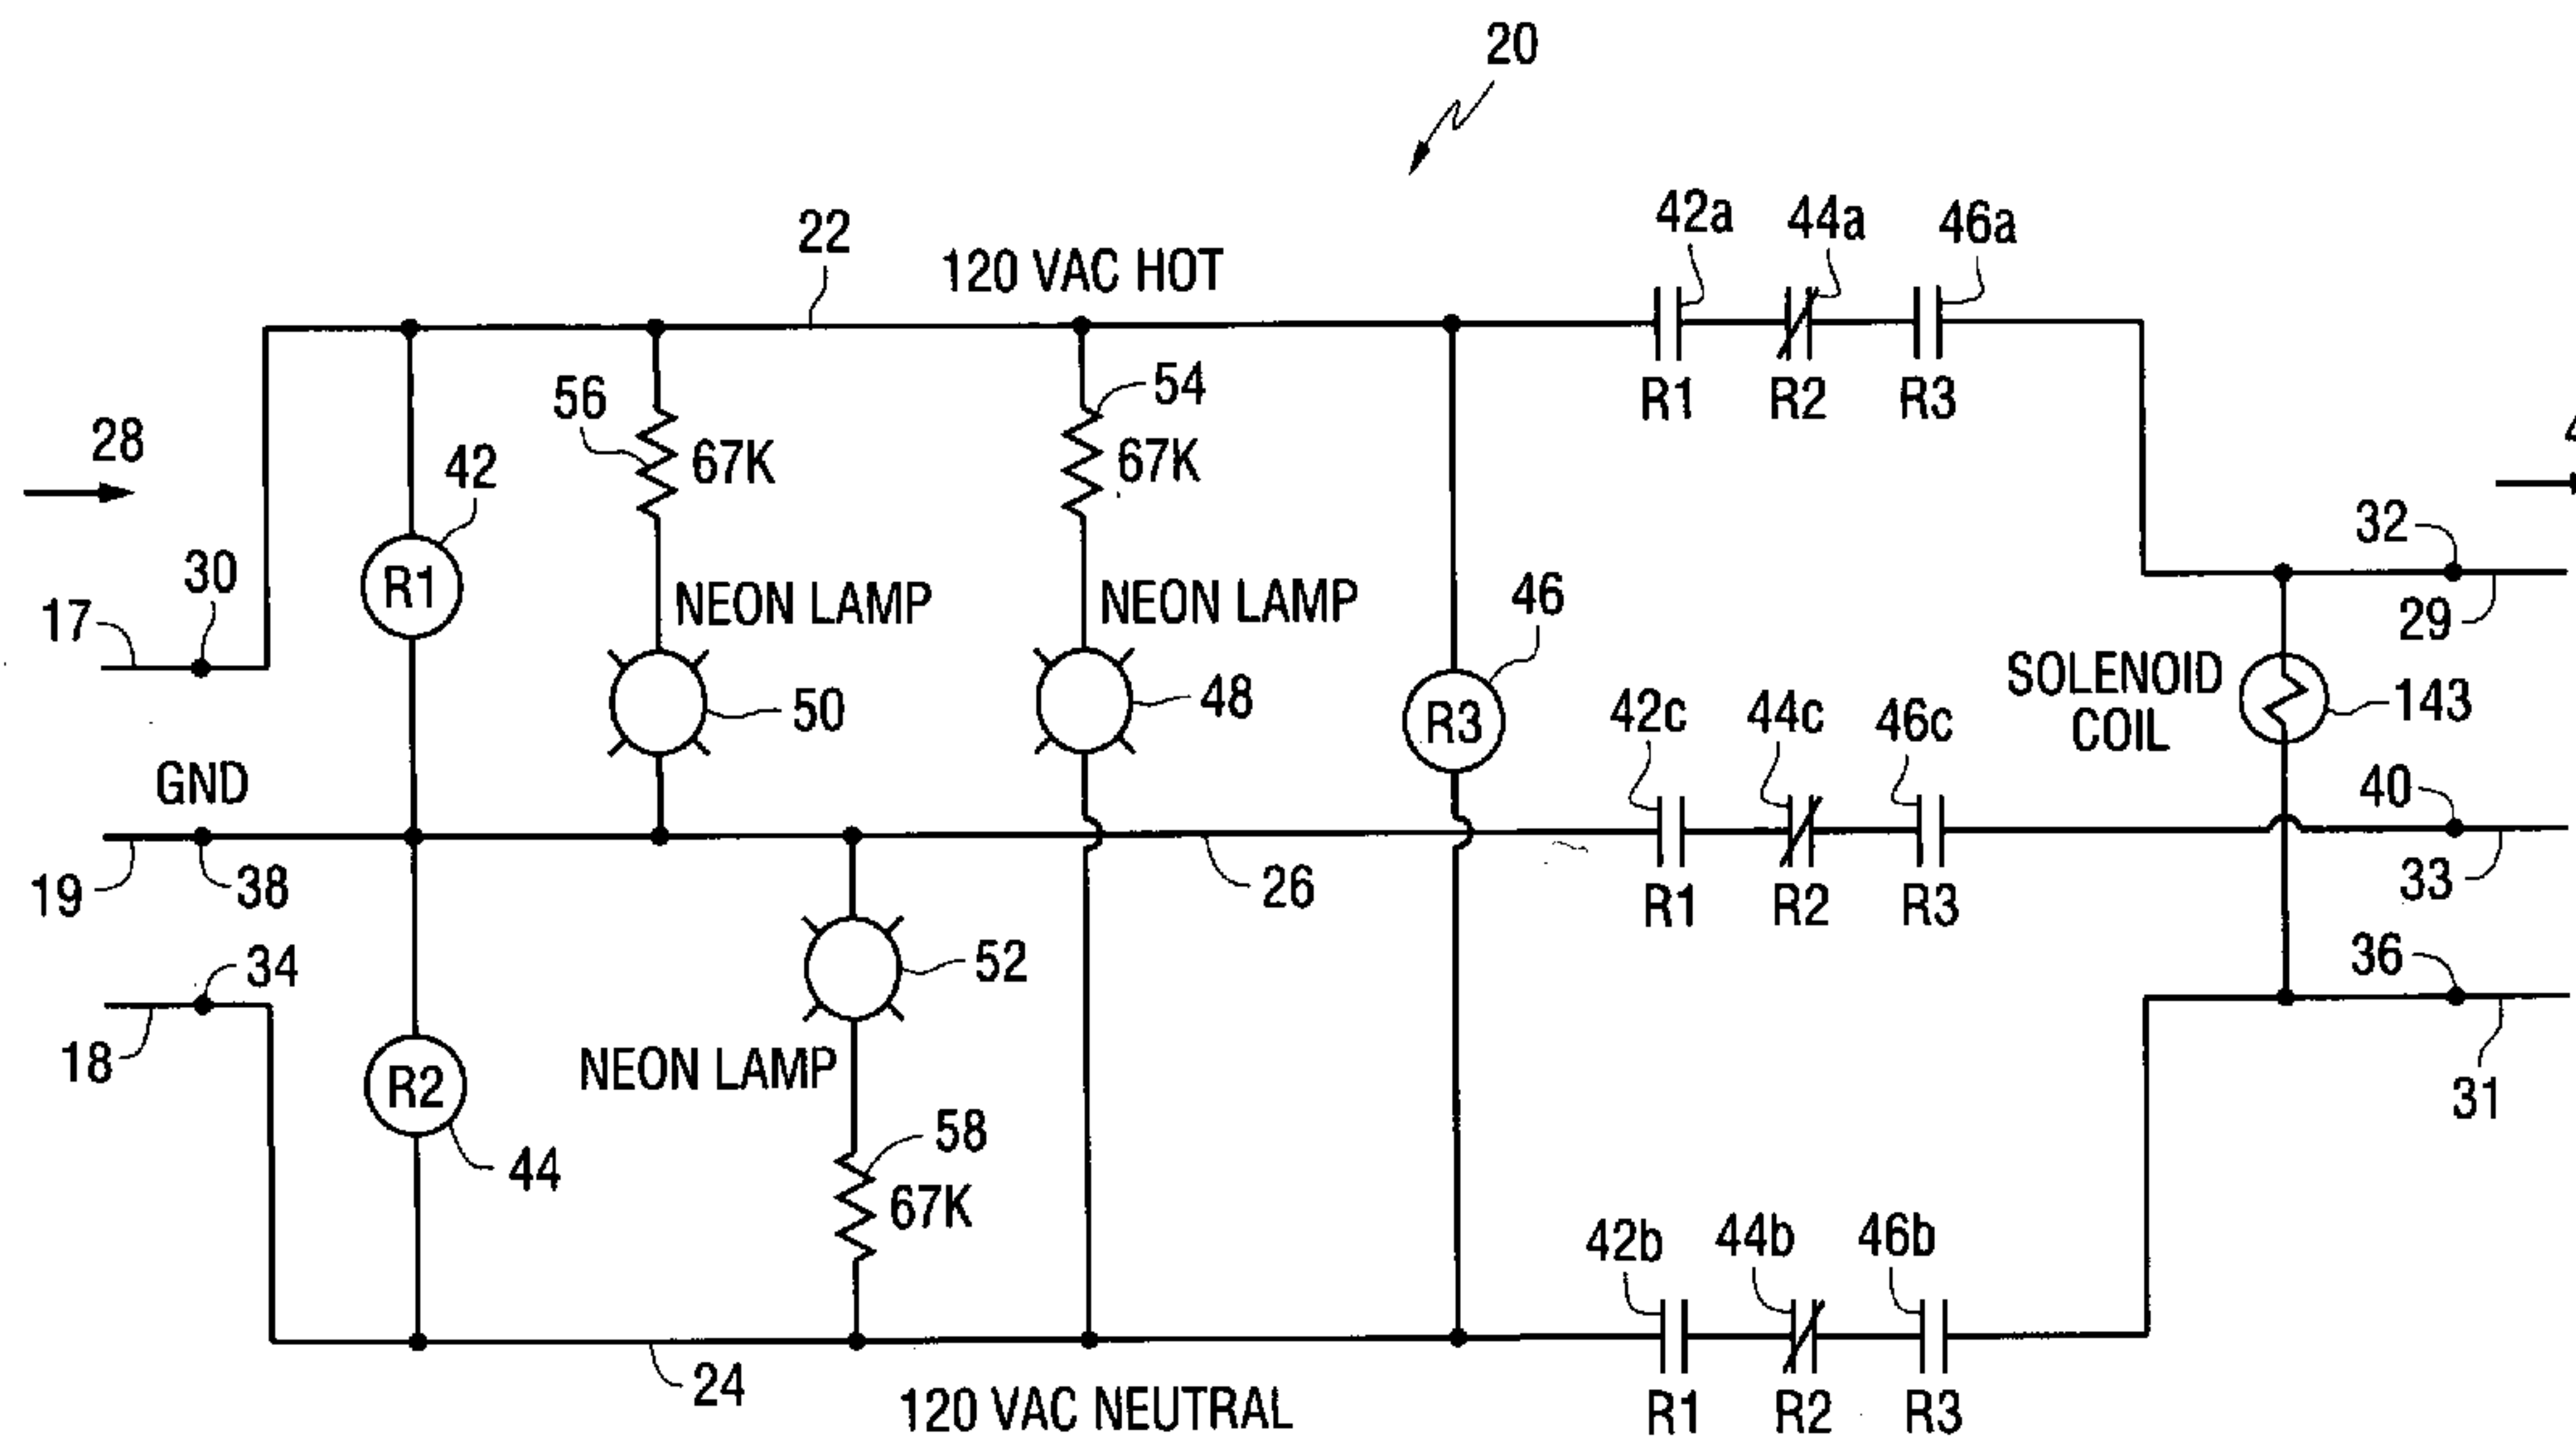 20
22
120 VAC HOT
42a
44a
46a
R1
R2
R3
28
56
67K
54
67K
42
R1
30
17
NEON LAMP
50
NEON LAMP
48
46
R3
32
29
SOLENOID
COIL
143
GND
19
38
26
42c
44c
46c
R1
R2
R3
40
33
34
18
R2
44
52
NEON LAMP
58
67K
36
31
24
120 VAC NEUTRAL
42b
44b
46b
R1
R2
R3